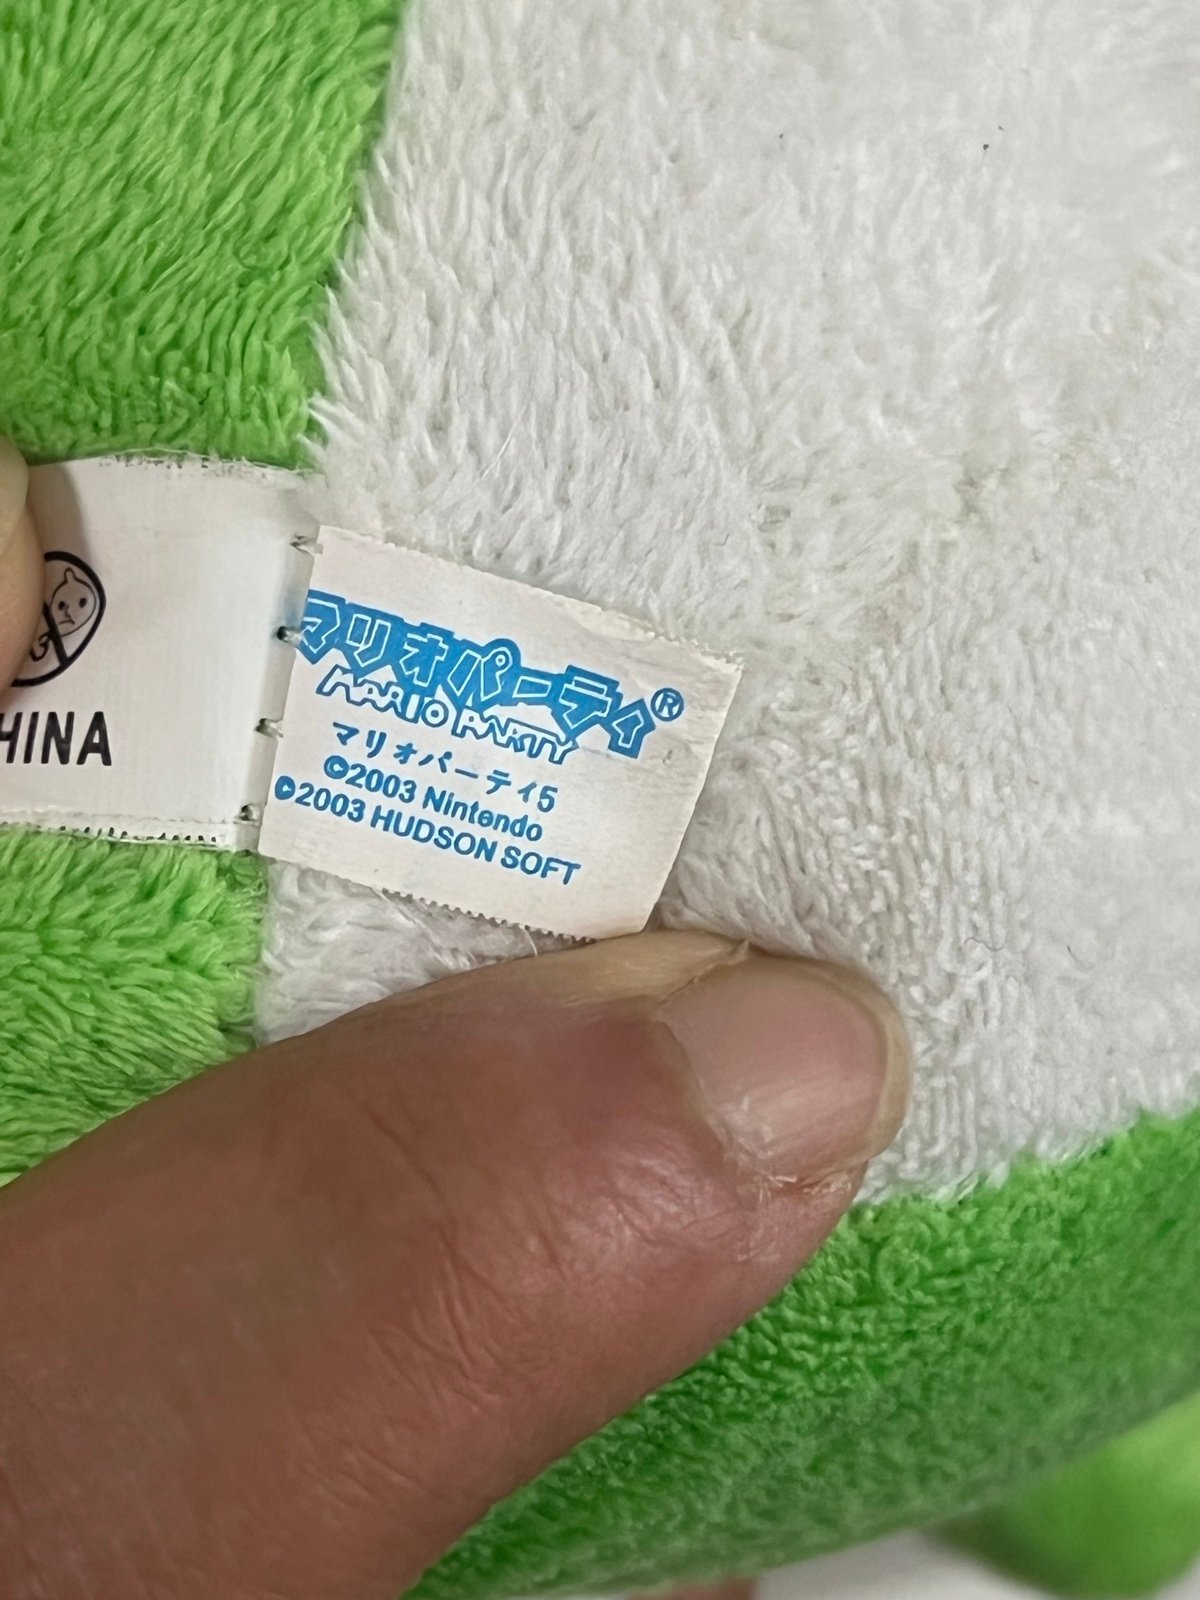 マリオパーティ®
MARIO PARTY
マリオパーティ5
©2003 Nintendo
©2003 HUDSON SOFT